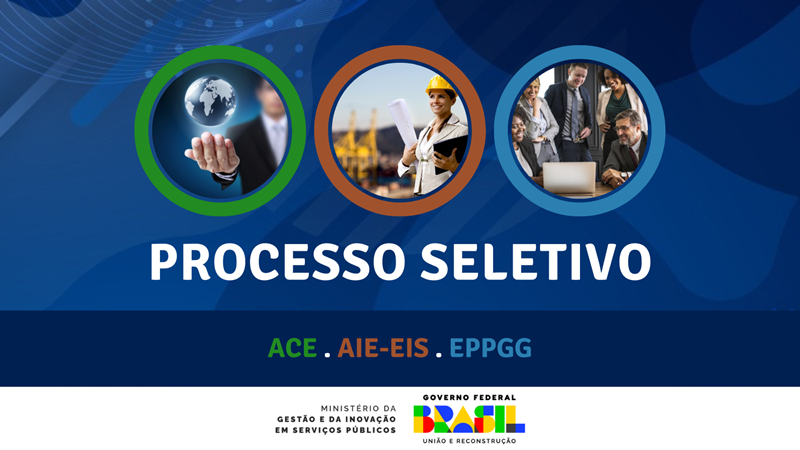 PROCESSO SELETIVO
ACE . AIE-EIS . EPPGG
MINISTÉRIO DA
GESTÃO E DA INOVAÇÃO
EM SERVIÇOS PÚBLICOS
GOVERNO FEDERAL
BRASIL
UNIÃO E RECONSTRUÇÃO